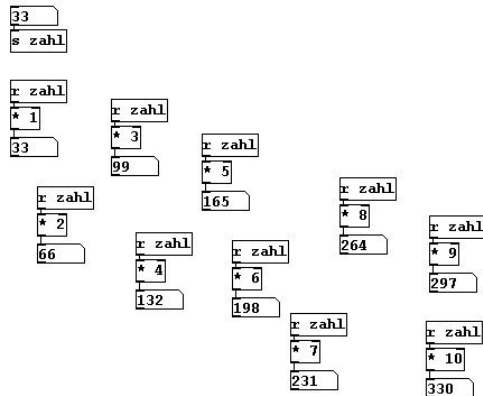 33
s zahl
r zahl
* 1
33
r zahl
* 3
99
r zahl
* 5
165
r zahl
* 8
264
r zahl
* 2
66
r zahl
* 4
132
r zahl
* 6
198
r zahl
* 9
297
r zahl
* 7
231
r zahl
* 10
330